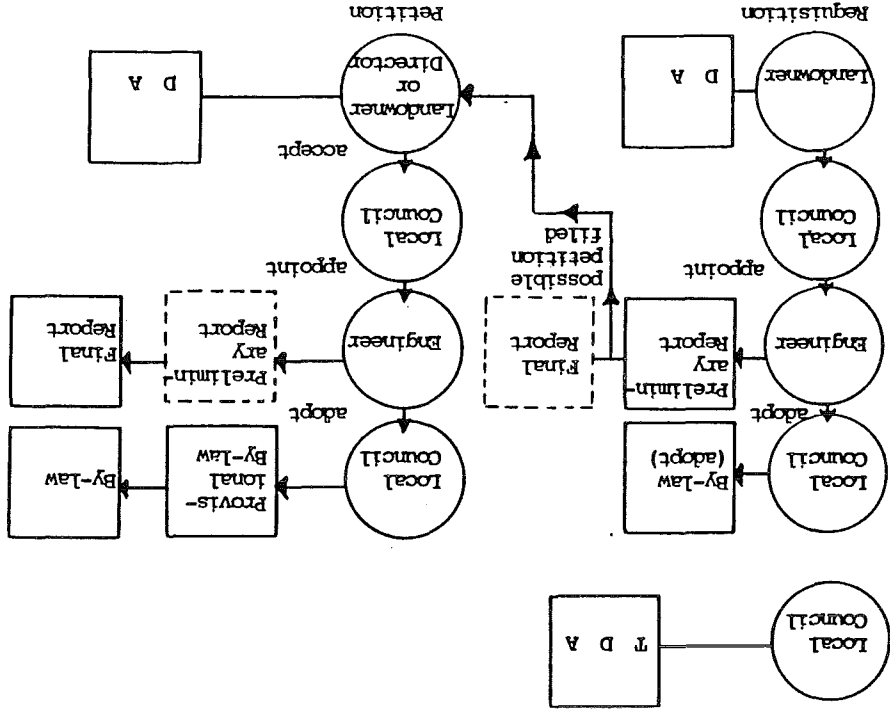 Local
Council
T D A
Local
Council
By-law
(adopt)
adopt
Engineer
Prelimin-
ary
Report
Final
Report
appoint
Local
Council
possible
petition
filled
Landowner
D A
Requisition
Local
Council
Provis-
ional
By-law
By-law
adopt
Engineer
Prelimin-
ary
Report
Final
Report
appoint
Local
Council
accept
Landowner
or
Director
D A
Petition